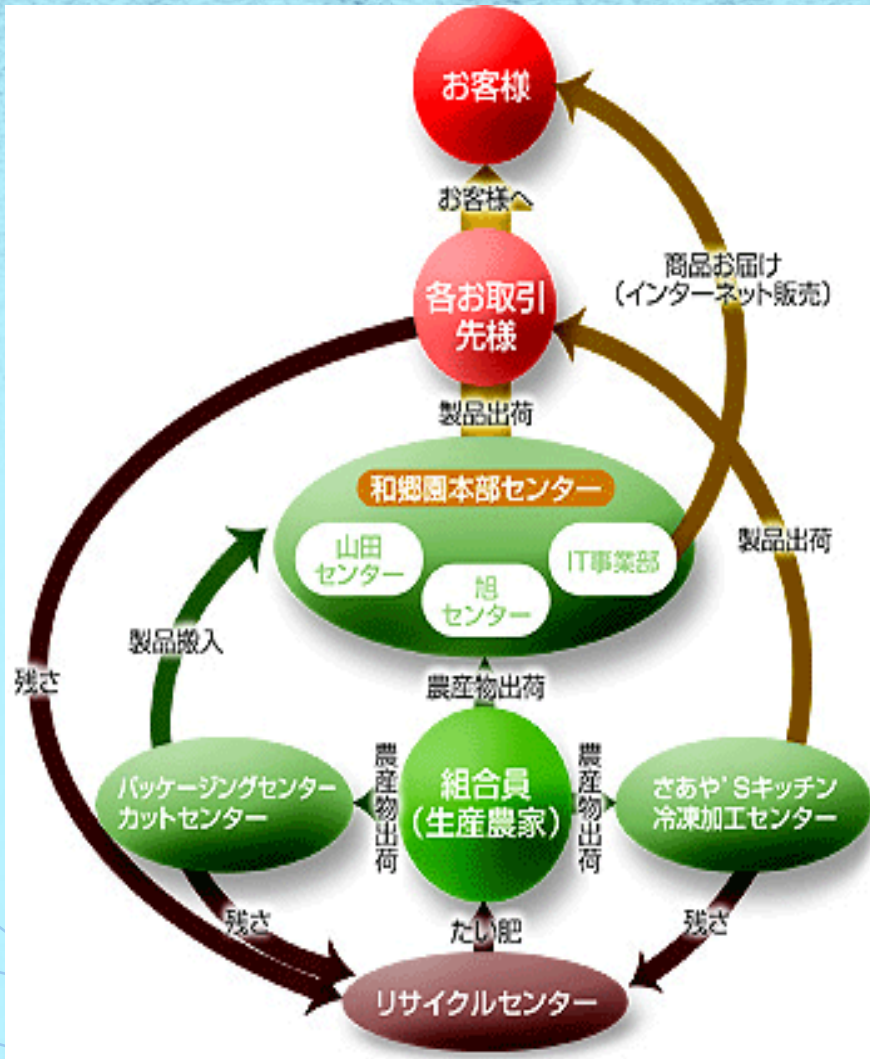 お客様
お客様へ
商品お届け
(インターネット販売)
各お取引
先様
製品出荷
和郷園本部センター
山田
センター
旭
センター
IT事業部
製品出荷
製品搬入
残さ
農産物出荷
パッケージングセンター
カットセンター
農産物出荷
組合員
(生産農家)
農産物出荷
さあや'Sキッチン
冷凍加工センター
残さ
たい肥
残さ
リサイクルセンター